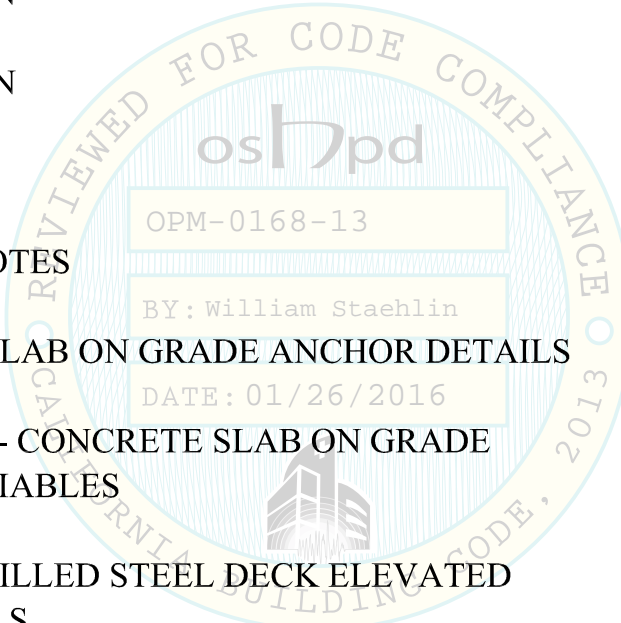 N
REVIEWED FOR CODE COMPLIANCE
N
oshpd
OPM-0168-13
OTES
BY: William Staehlin
LAB ON GRADE ANCHOR DETAILS
DATE: 01/26/2016
- CONCRETE SLAB ON GRADE
IABLES
ILLED STEEL DECK ELEVATED
LS
CALIFORNIA BUILDING CODE, 2013